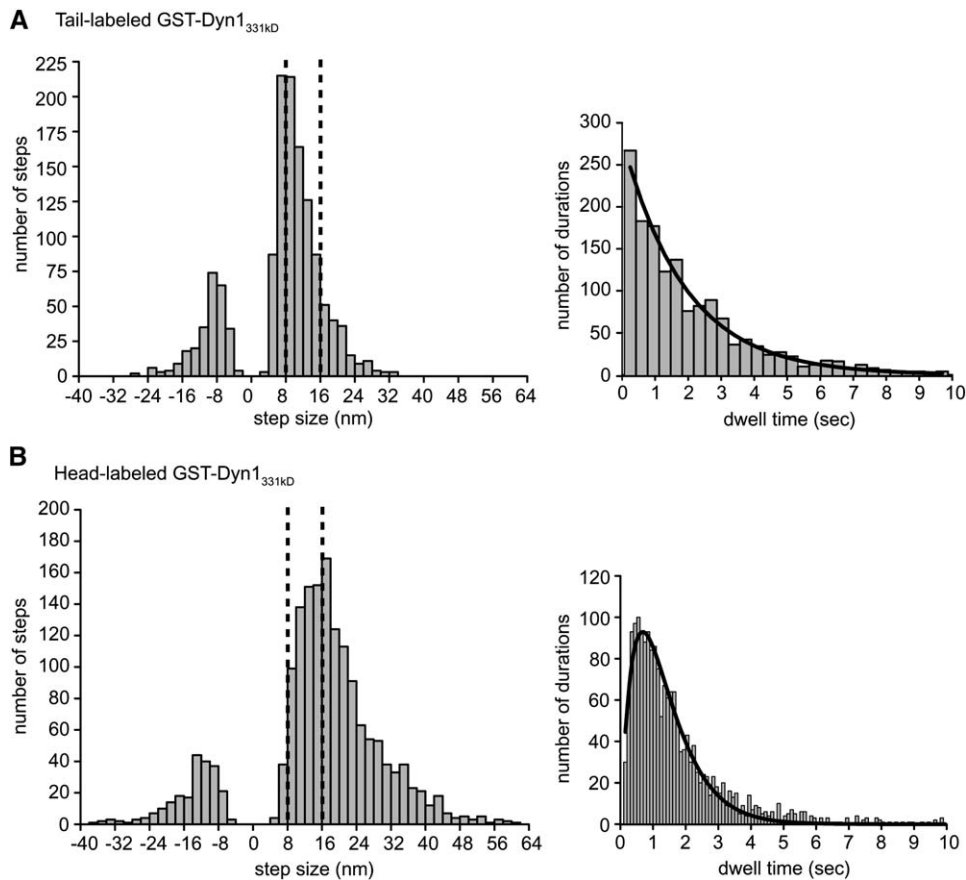 A Tail-labeled GST-Dyn1331kD
number of steps
225
200
175
150
125
100
75
50
25
0
-40 -32 -24 -16 -8 0 8 16 24 32 40 48 56 64
step size (nm)
number of durations
300
250
200
150
100
50
0
0 1 2 3 4 5 6 7 8 9 10
dwell time (sec)
B Head-labeled GST-Dyn1331kD
number of steps
200
180
160
140
120
100
80
60
40
20
0
-40 -32 -24 -16 -8 0 8 16 24 32 40 48 56 64
step size (nm)
number of durations
120
100
80
60
40
20
0
0 1 2 3 4 5 6 7 8 9 10
dwell time (sec)